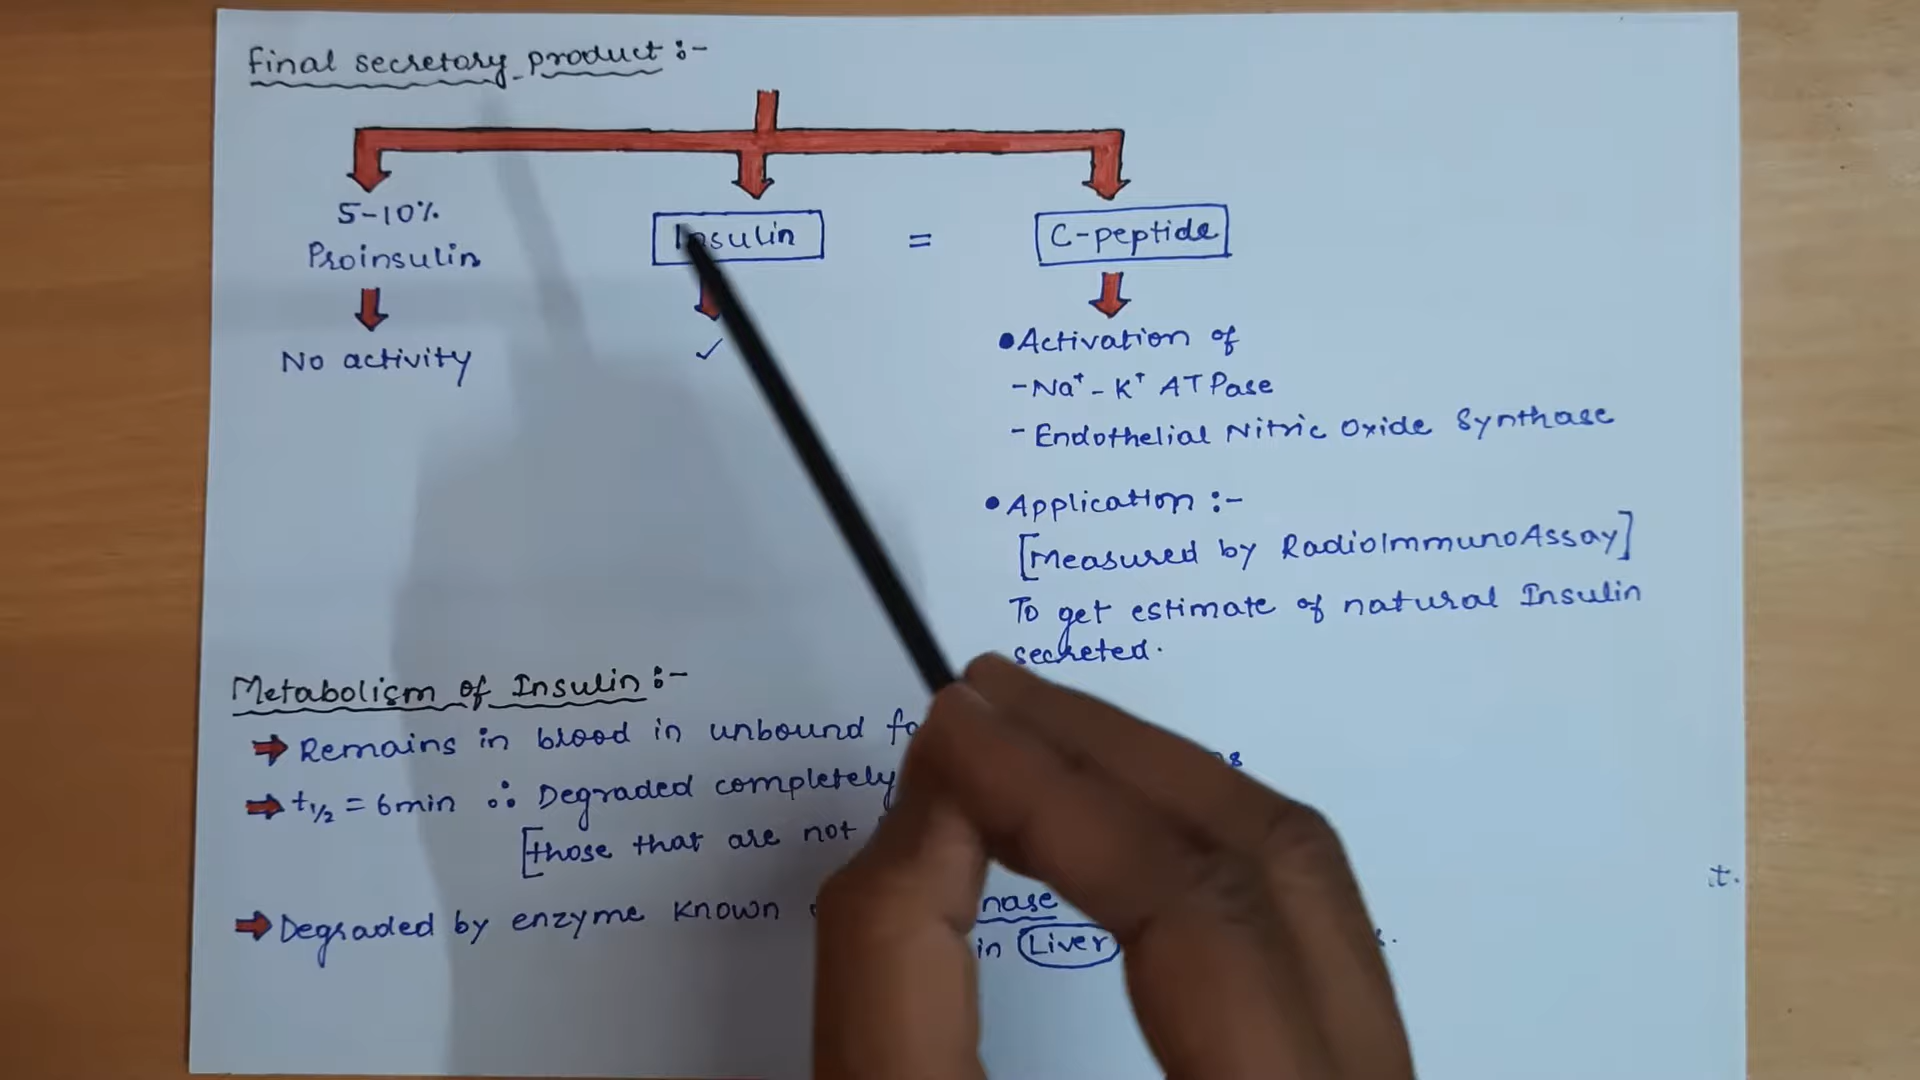 Final secretory product :-
5-10%
Proinsulin
No activity
Insulin
=
C-peptide
✓
•Activation of
-Na⁺-K⁺ ATPase
-Endothelial Nitric Oxide Synthase
•Application :-
[Measured by RadioImmunoAssay]
To get estimate of natural Insulin
secreted.
Metabolism of Insulin :-
Remains in blood in unbound
t1/2 = 6min ∴ Degraded completely
[those that are not
Degraded by enzyme known
in Liver